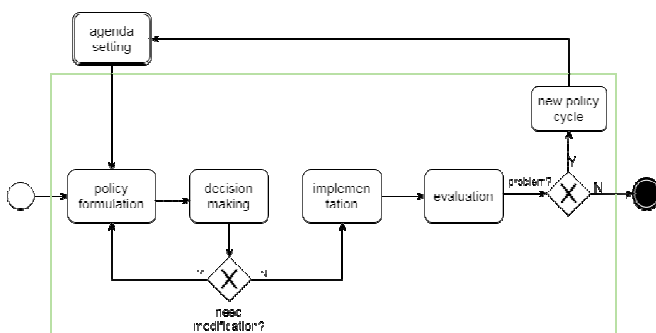 agenda
setting
new policy
cycle
policy
formulation
decision
making
implemen
tation
evaluation
problem?
Y
N
Y
N
need
modification?